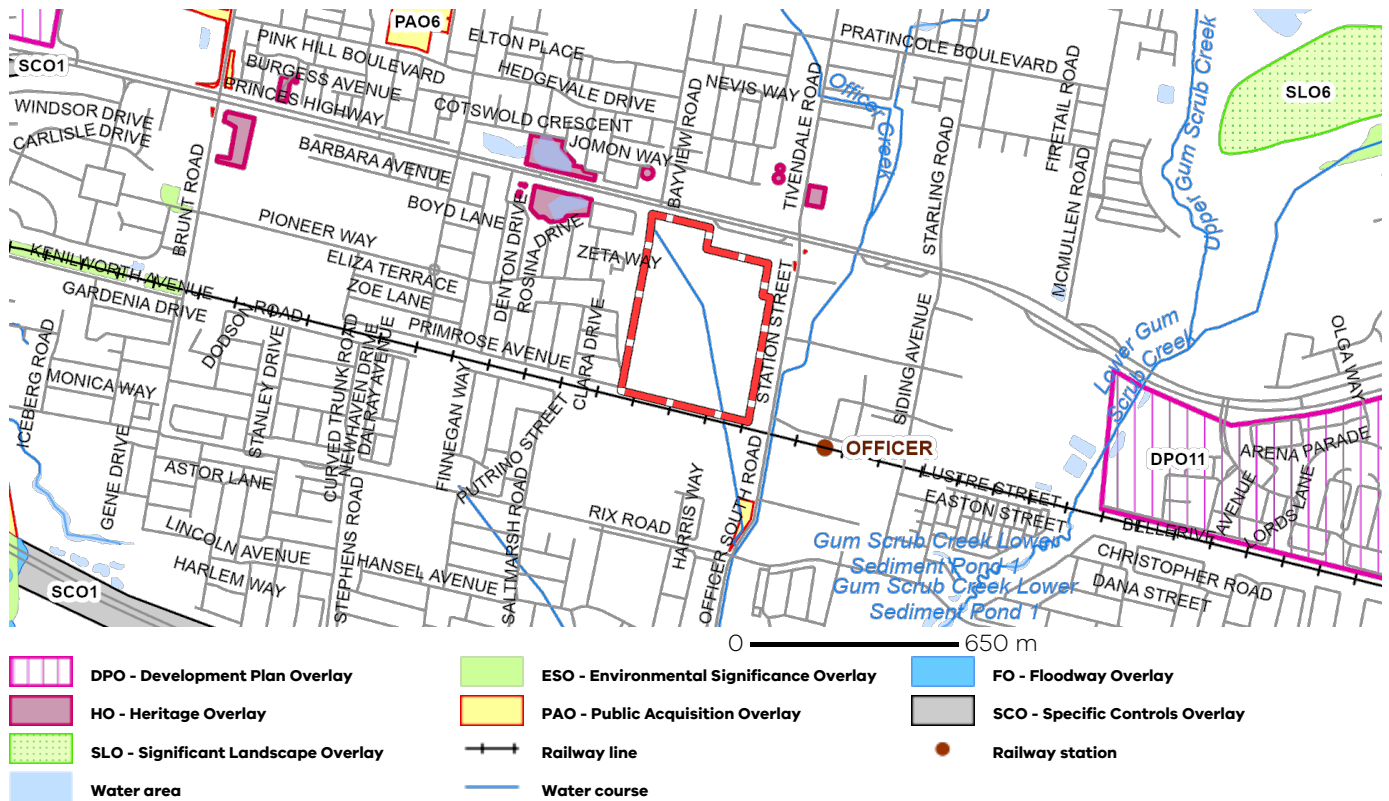 PAO6
ELTON PLACE
PINK HILL BOULEVARD
PRATINCOLE BOULEVARD
SCO1
BURGESS AVENUE
HEDGEVALE DRIVE
NEVIS WAY
PRINCES HIGHWAY
Officer Creek
FIRETAIL ROAD
Upper Gum Scrub Creek
SLO6
WINDSOR DRIVE
COTSWOLD CRESCENT
CARLISLE DRIVE
BARBARA AVENUE
JOMON WAY
BAYVIEW ROAD
TIVENDALE ROAD
STARLING ROAD
MCMULLEN ROAD
BRUNT ROAD
BOYD LANE
PIONEER WAY
DENTON DRIVE
ROSINA DRIVE
ZETA WAY
ELIZA TERRACE
KENILWORTH AVENUE
GARDENIA DRIVE
ZOE LANE
ROAD
DODSON
PRIMROSE AVENUE
CLARA DRIVE
STATION STREET
SIDING AVENUE
Lower Gum
Scrub Creek
OLGA WAY
ICEBERG ROAD
MONICA WAY
STANLEY DRIVE
CURVED TRUNK ROAD
NEWHAVEN DRIVE
DALRAY AVENUE
FINNEGAN WAY
PUTRINO STREET
OFFICER
DPO11
ARENA PARADE
ASTOR LANE
GENE DRIVE
LUSTRE STREET
EASTON STREET
AVENUE
LORDS LANE
BELLERIVE
STEPHENS ROAD
SALTMARSH ROAD
RIX ROAD
HARRIS WAY
OFFICER SOUTH ROAD
LINCOLN AVENUE
HARLEM WAY
HANSEL AVENUE
Gum Scrub Creek Lower
Sediment Pond 1
Gum Scrub Creek Lower
Sediment Pond 1
CHRISTOPHER ROAD
DANA STREET
SCO1
0 650 m
DPO - Development Plan Overlay
ESO - Environmental Significance Overlay
FO - Floodway Overlay
HO - Heritage Overlay
PAO - Public Acquisition Overlay
SCO - Specific Controls Overlay
SLO - Significant Landscape Overlay
Railway line
Railway station
Water area
Water course